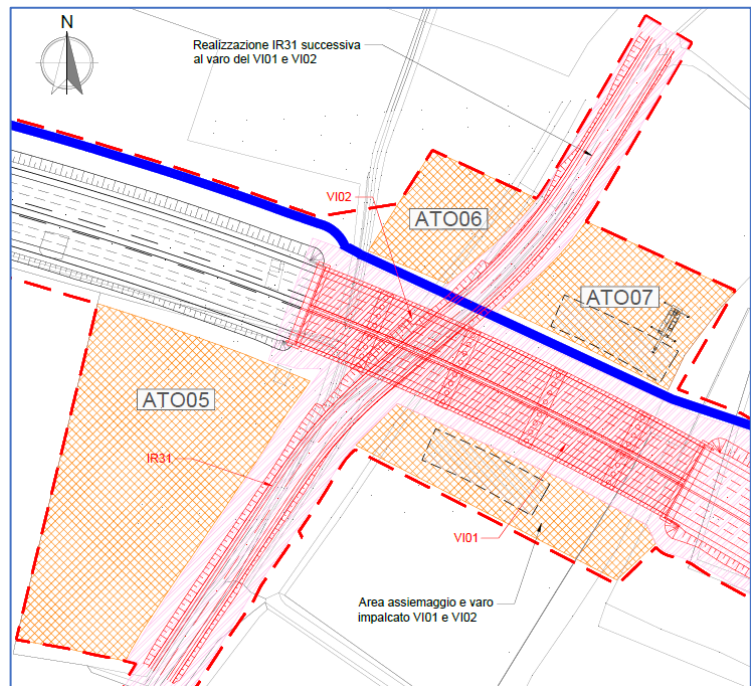 N
Realizzazione IR31 successiva
al varo del VI01 e VI02
VI02
ATO06
ATO07
ATO05
IR31
VI01
Area assiemaggio e varo
impalcato VI01 e VI02